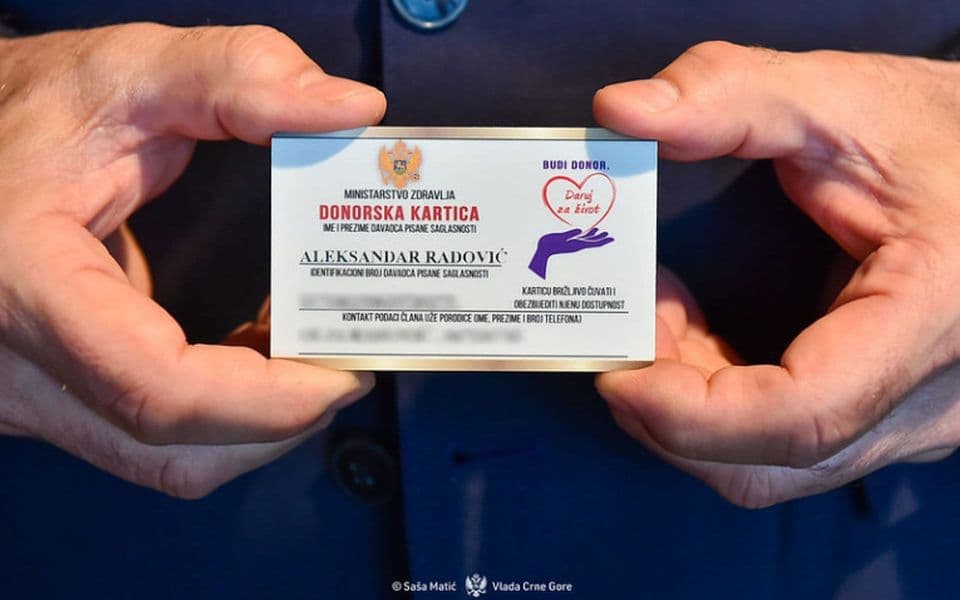 MINISTARSTVO ZDRAVLJA
DONORSKA KARTICA
IME I PREZIME DAVAOCA PISANE SAGLASNOSTI
ALEKSANDAR RADOVIĆ
IDENTIFIKACIONI BROJ DAVAOCA PISANE SAGLASNOSTI
KONTAKT PODACI ČLANA UŽE PORODICE (IME, PREZIME I BROJ TELEFONA)
BUDI DONOR.
Daruj
za život
KARTICU BRIŽLJIVO ČUVATI I
OBEZBIJEDITI NJENU DOSTUPNOST
© Saša Matić Vlada Crne Gore